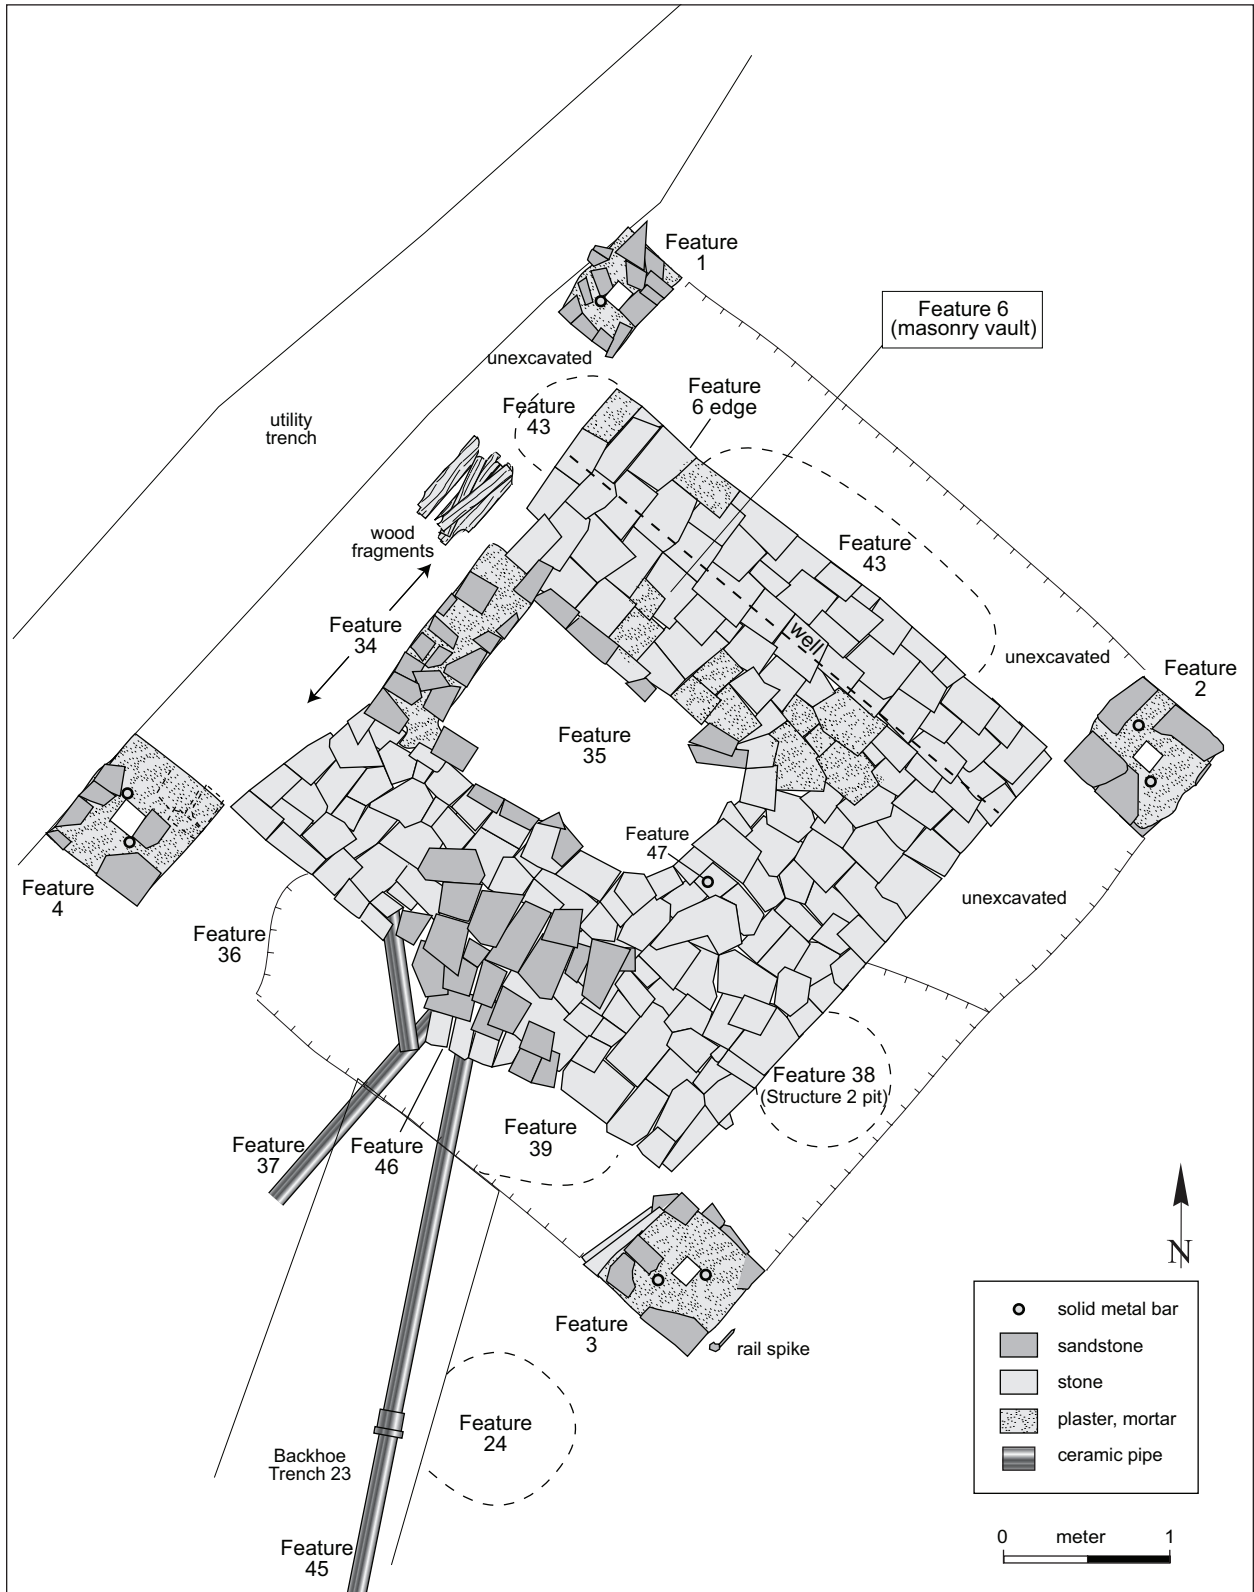 Feature
1
Feature 6
(masonry vault)
unexcavated
Feature
6 edge
Feature
43
utility
trench
wood
fragments
Feature
43
Feature
34
well
unexcavated
Feature
2
Feature
35
Feature
47
Feature
4
unexcavated
Feature
36
Feature 38
(Structure 2 pit)
Feature
37
Feature
46
Feature
39
N
solid metal bar
sandstone
stone
plaster, mortar
ceramic pipe
Feature
3
rail spike
Feature
24
Backhoe
Trench 23
Feature
45
0 meter 1